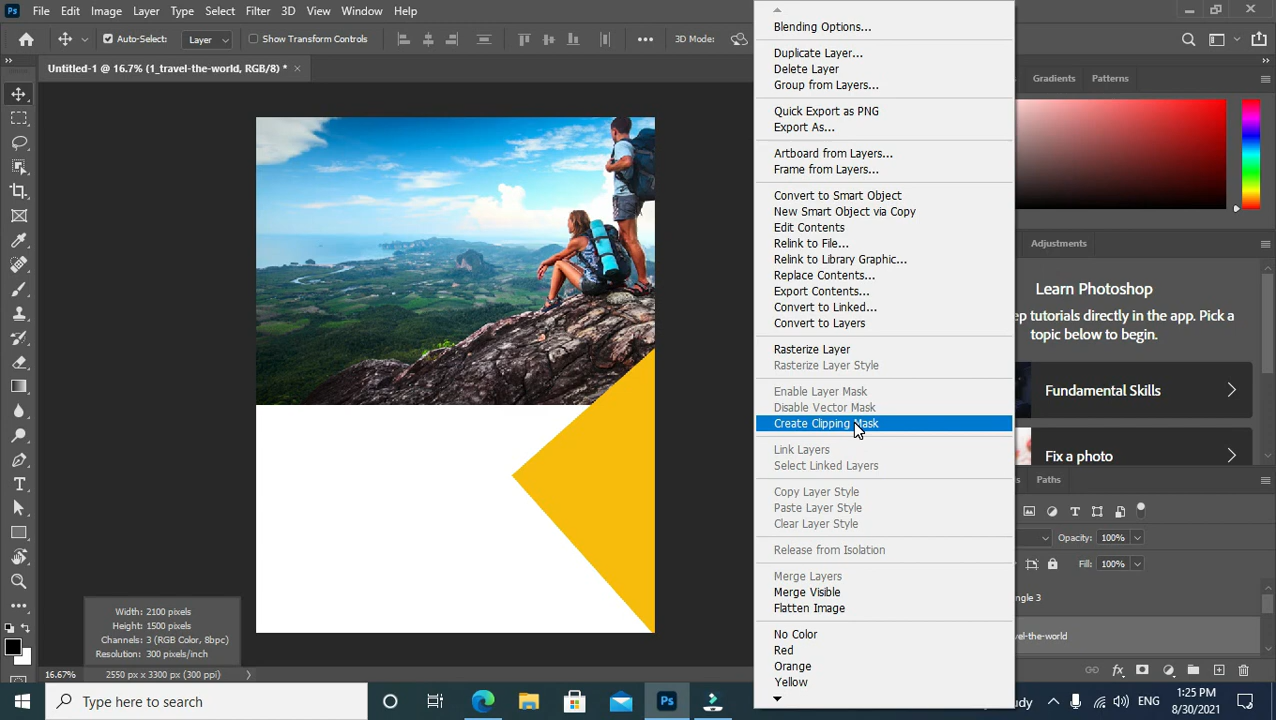 Ps File Edit Image Layer Type Select Filter 3D View Window Help
Auto-Select: Layer Show Transform Controls 3D Mode:
Untitled-1 @ 16.7% (1_travel-the-world, RGB/8) *
Gradients Patterns
Blending Options...
Duplicate Layer...
Delete Layer
Group from Layers...
Quick Export as PNG
Export As...
Artboard from Layers...
Frame from Layers...
Convert to Smart Object
New Smart Object via Copy
Edit Contents
Relink to File...
Relink to Library Graphic...
Replace Contents...
Export Contents...
Convert to Linked...
Convert to Layers
Rasterize Layer
Rasterize Layer Style
Enable Layer Mask
Disable Vector Mask
Create Clipping Mask
Link Layers
Select Linked Layers
Copy Layer Style
Paste Layer Style
Clear Layer Style
Release from Isolation
Merge Layers
Merge Visible
Flatten Image
No Color
Red
Orange
Yellow
Adjustments
Learn Photoshop
ep tutorials directly in the app. Pick a
topic below to begin.
Fundamental Skills
Fix a photo
s Paths
Opacity: 100%
Fill: 100%
angle 3
avel-the-world
Width: 2100 pixels
Height: 1500 pixels
Channels: 3 (RGB Color, 8bpc)
Resolution: 300 pixels/inch
16.67% 2550 px x 3300 px (300 ppi)
Type here to search
Ps
ENG
1:25 PM
8/30/2021